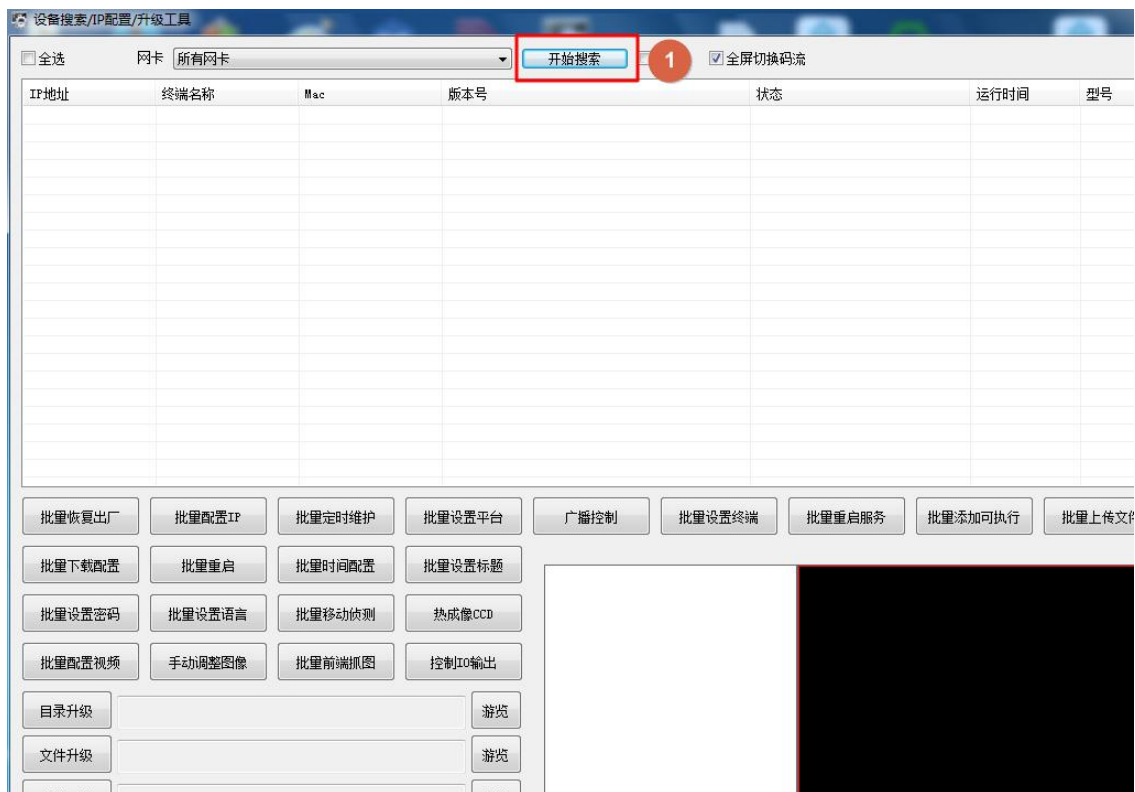 设备搜索/IP配置/升级工具
全选 网卡 所有网卡 开始搜索 1 全屏切换码流
IP地址 终端名称 Mac 版本号 状态 运行时间 型号
批量恢复出厂 批量配置IP 批量定时维护 批量设置平台 广播控制 批量设置终端 批量重启服务 批量添加可执行 批量上传文件
批量下载配置 批量重启 批量时间配置 批量设置标题
批量设置密码 批量设置语言 批量移动侦测 热成像CCD
批量配置视频 手动调整图像 批量前端抓图 控制IO输出
目录升级 游览
文件升级 游览